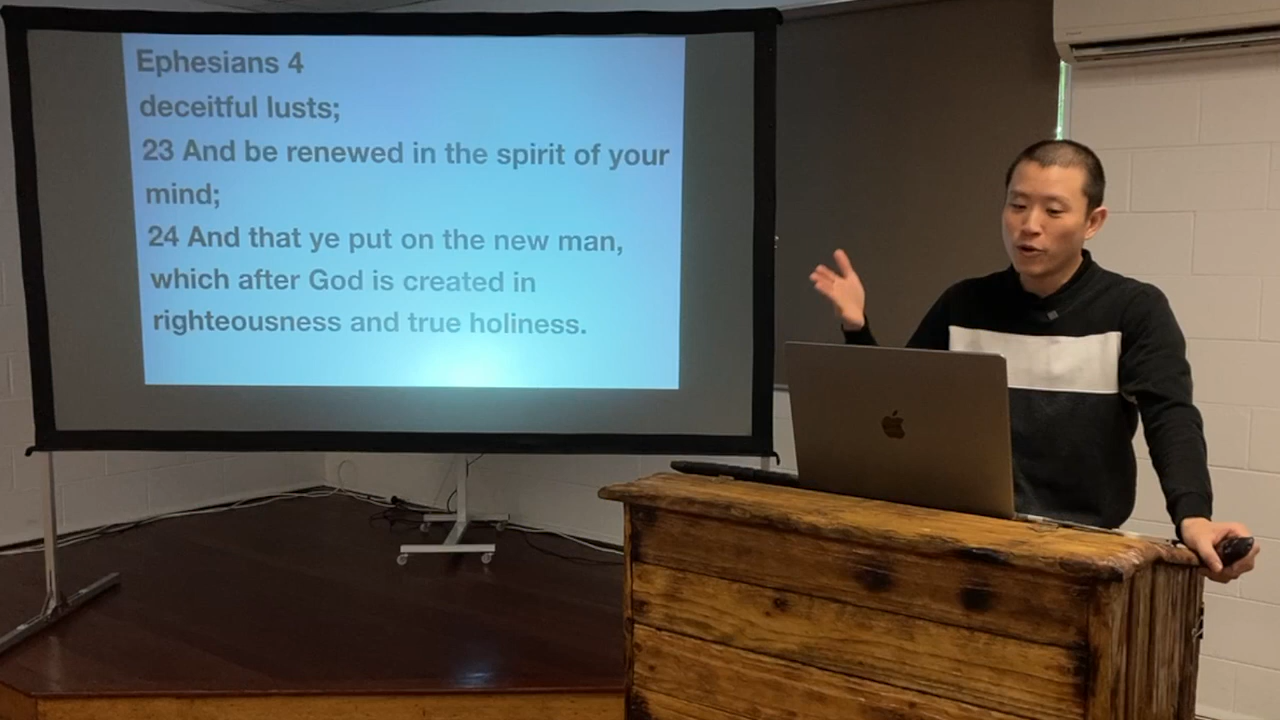 Ephesians 4
deceitful lusts;
23 And be renewed in the spirit of your
mind;
24 And that ye put on the new man,
which after God is created in
righteousness and true holiness.